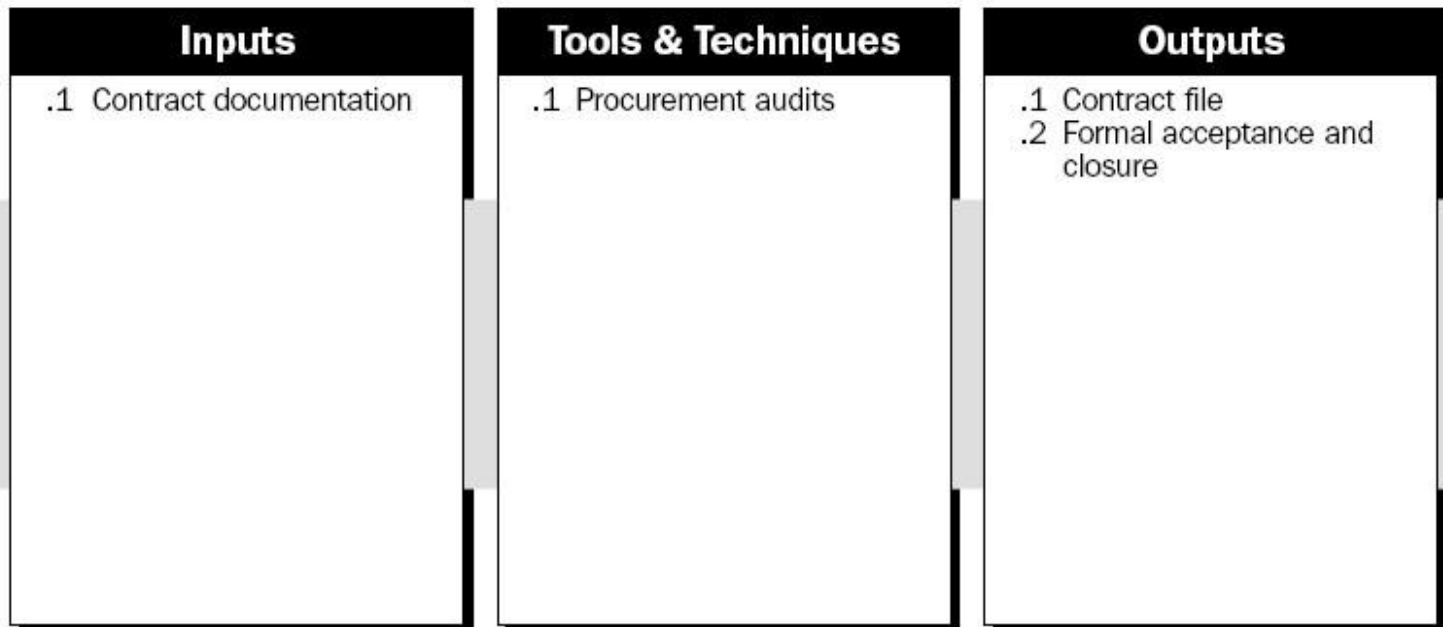 Inputs
.1 Contract documentation
Tools & Techniques
.1 Procurement audits
Outputs
.1 Contract file
.2 Formal acceptance and
closure